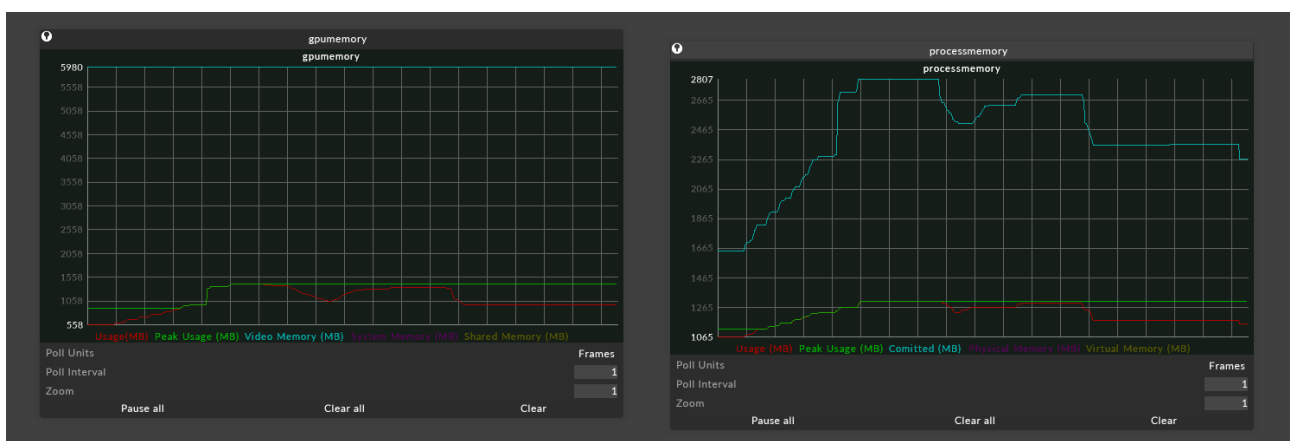 gpumemory
gpumemory
5980
5558
5058
4558
4058
3558
3058
2558
2058
1558
1058
558
Usage(MB) Peak Usage (MB) Video Memory (MB) System Memory (MB) Shared Memory (MB)
Poll Units Frames
Poll Interval 1
Zoom 1
Pause all Clear all Clear
processmemory
processmemory
2807
2665
2465
2265
2065
1865
1665
1465
1265
1065
Usage (MB) Peak Usage (MB) Comitted (MB) Physical Memory (MB) Virtual Memory (MB)
Poll Units Frames
Poll Interval 1
Zoom 1
Pause all Clear all Clear